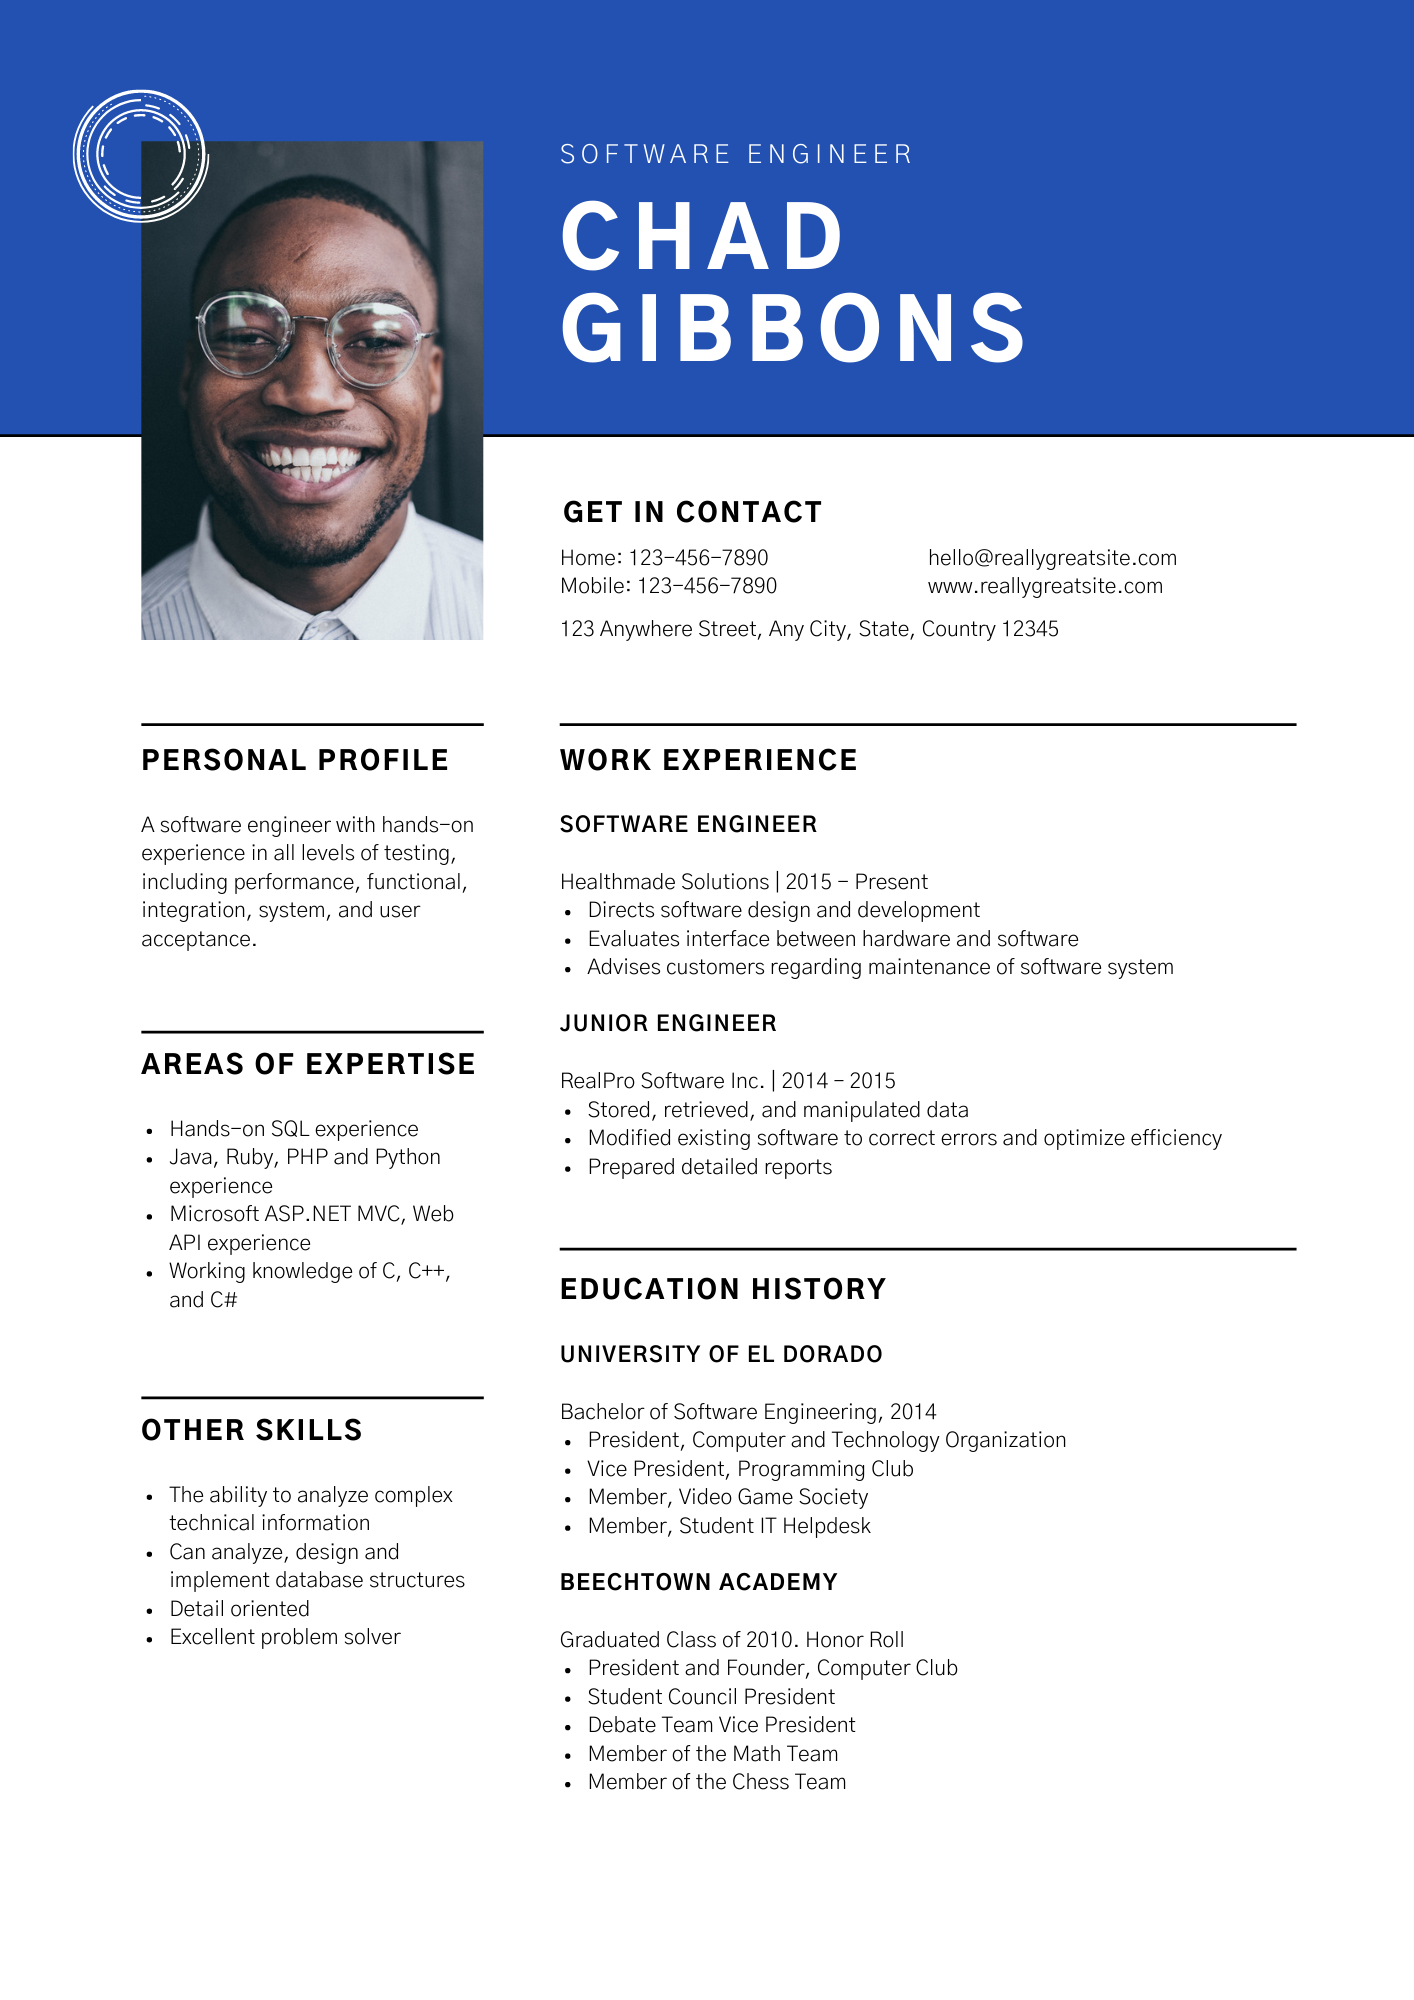 SOFTWARE ENGINEER
CHAD
GIBBONS
GET IN CONTACT
Home: 123-456-7890
Mobile: 123-456-7890
hello@reallygreatsite.com
www.reallygreatsite.com
123 Anywhere Street, Any City, State, Country 12345
PERSONAL PROFILE
A software engineer with hands-on
experience in all levels of testing,
including performance, functional,
integration, system, and user
acceptance.
AREAS OF EXPERTISE
• Hands-on SQL experience
• Java, Ruby, PHP and Python
experience
• Microsoft ASP.NET MVC, Web
API experience
• Working knowledge of C, C++,
and C#
OTHER SKILLS
• The ability to analyze complex
technical information
• Can analyze, design and
implement database structures
• Detail oriented
• Excellent problem solver
WORK EXPERIENCE
SOFTWARE ENGINEER
Healthmade Solutions | 2015 - Present
• Directs software design and development
• Evaluates interface between hardware and software
• Advises customers regarding maintenance of software system
JUNIOR ENGINEER
RealPro Software Inc. | 2014 - 2015
• Stored, retrieved, and manipulated data
• Modified existing software to correct errors and optimize efficiency
• Prepared detailed reports
EDUCATION HISTORY
UNIVERSITY OF EL DORADO
Bachelor of Software Engineering, 2014
• President, Computer and Technology Organization
• Vice President, Programming Club
• Member, Video Game Society
• Member, Student IT Helpdesk
BEECHTOWN ACADEMY
Graduated Class of 2010. Honor Roll
• President and Founder, Computer Club
• Student Council President
• Debate Team Vice President
• Member of the Math Team
• Member of the Chess Team